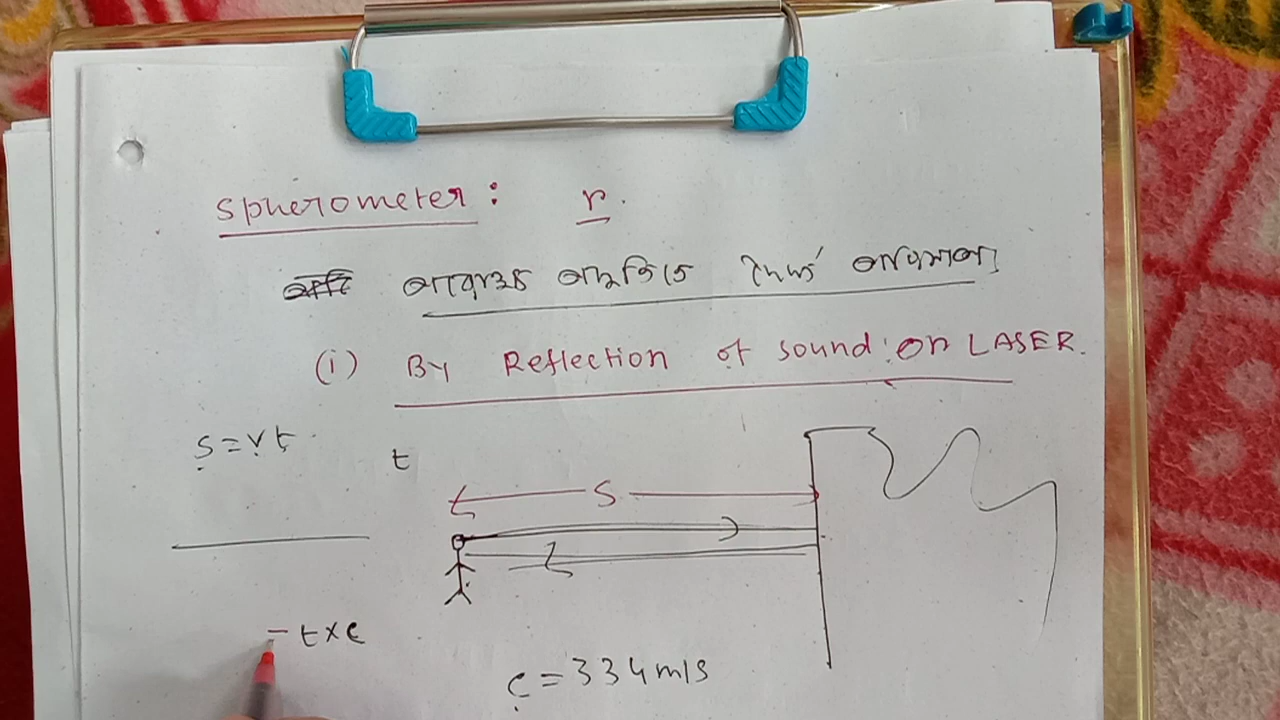 Spherometer : r.
(i) By Reflection of sound or LASER.
S = vt
t
S
= t × c
c = 334 m/s